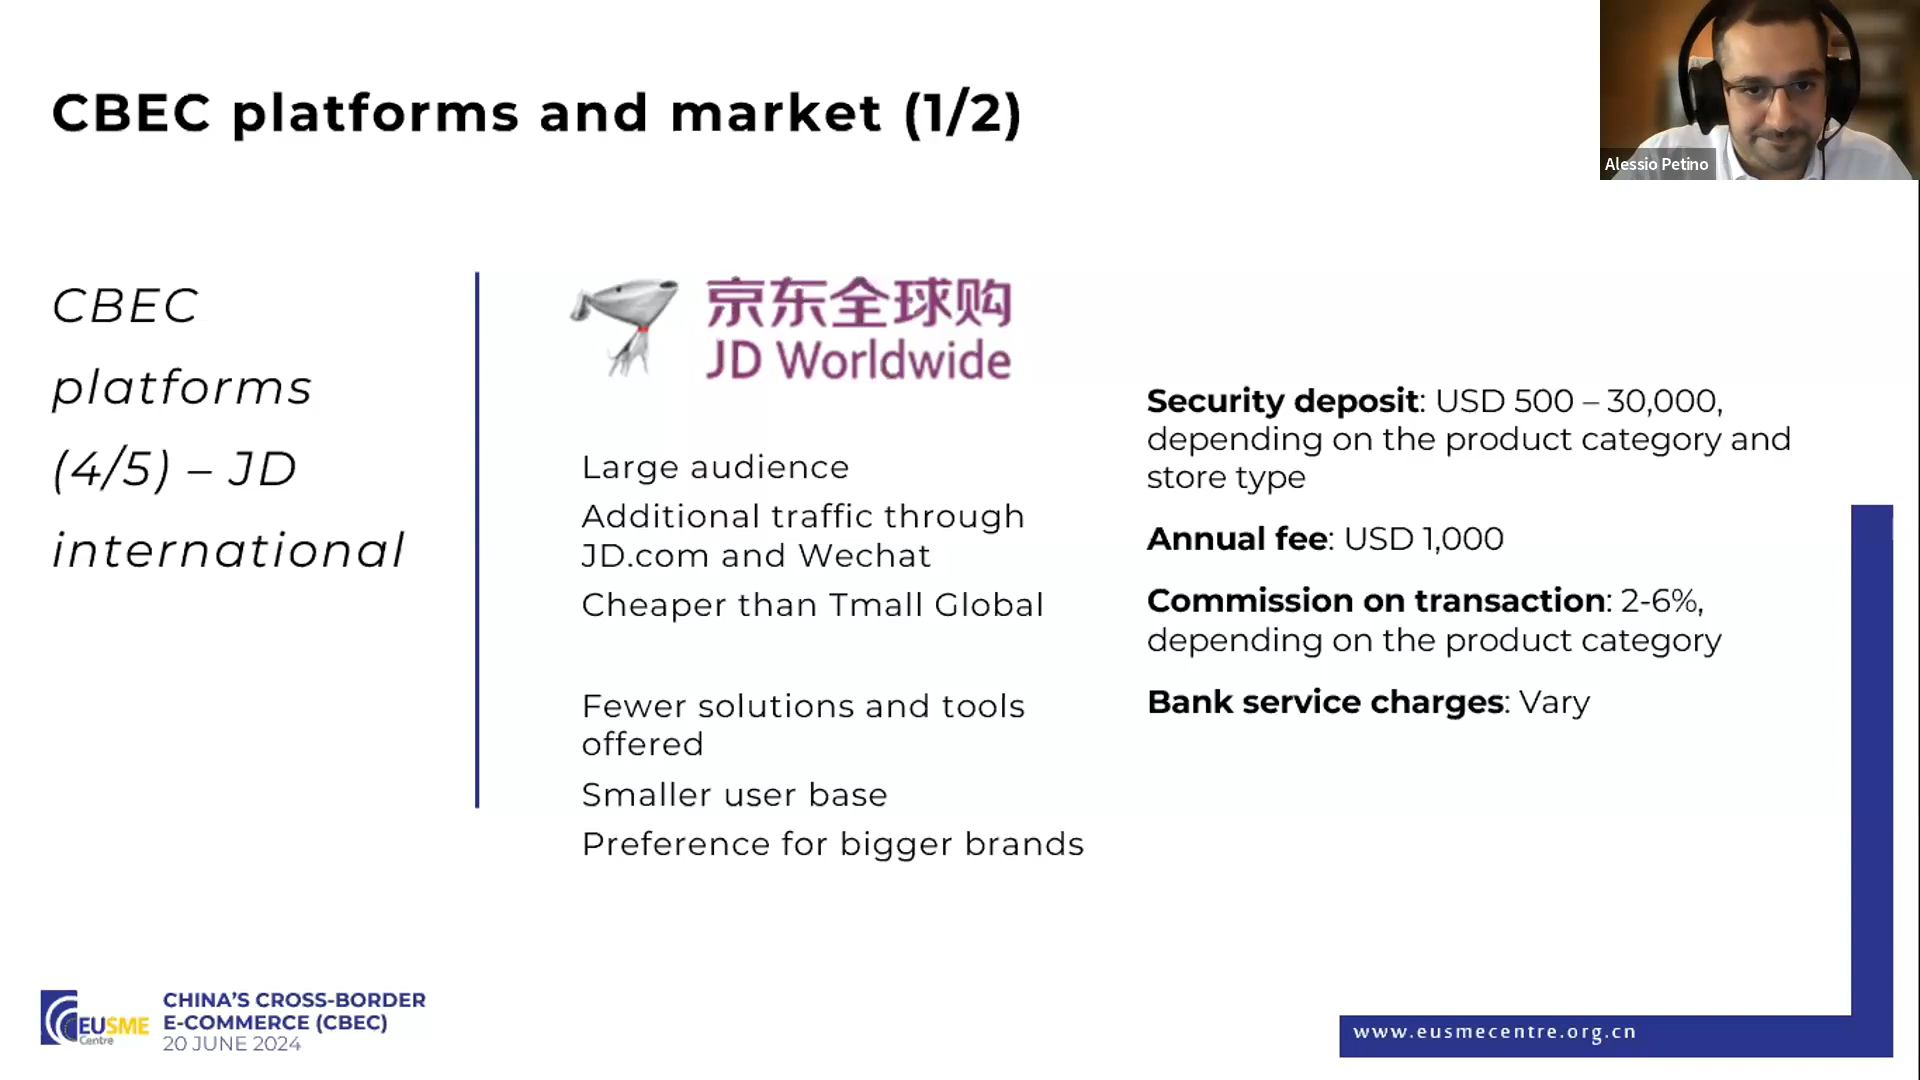 CBEC platforms and market (1/2)
Alessio Petino
CBEC
platforms
(4/5) – JD
international
京东全球购
JD Worldwide
Large audience
Additional traffic through
JD.com and Wechat
Cheaper than Tmall Global
Fewer solutions and tools
offered
Smaller user base
Preference for bigger brands
Security deposit: USD 500 – 30,000,
depending on the product category and
store type
Annual fee: USD 1,000
Commission on transaction: 2-6%,
depending on the product category
Bank service charges: Vary
EUSME
Centre
CHINA’S CROSS-BORDER
E-COMMERCE (CBEC)
20 JUNE 2024
www.eusmecentre.org.cn